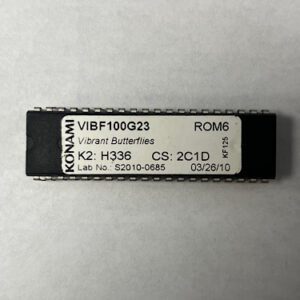 KONAMI
VIBF100G23 ROM6
Vibrant Butterflies
K2: H336 CS: 2C1D
Lab No.: S2010-0685 03/26/10
KF125